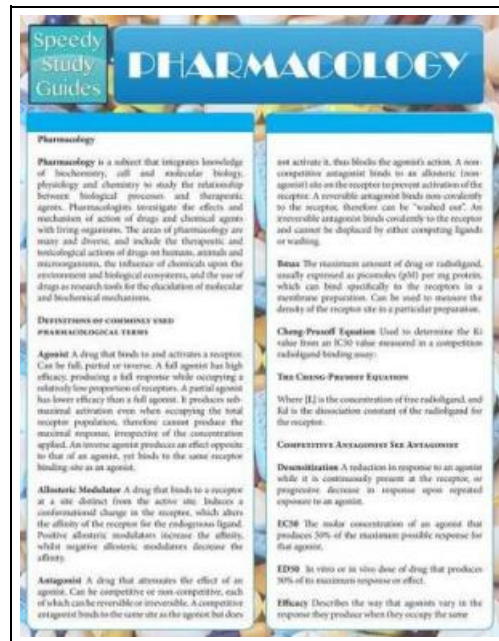 Speedy
Study
Guides
PHARMACOLOGY
Pharmacology
Pharmacology is a subject that integrates knowledge
of biochemistry, cell and molecular biology,
physiology and chemistry to study the relationship
between biological processes and therapeutic
agents. Pharmacologists investigate the effects and
mechanism of action of drugs and chemical agents
with living organisms. The areas of pharmacology are
many and diverse, and include the therapeutic and
toxicological actions of drugs on humans, animals and
microorganisms, the influence of chemicals upon the
environment and biological ecosystems, and the use of
drugs as research tools for the elucidation of molecular
and biochemical mechanisms.
DEFINITIONS OF COMMONLY USED
PHARMACOLOGICAL TERMS
Agonist A drug that binds to and activates a receptor.
Can be full, partial or inverse. A full agonist has high
efficacy, producing a full response while occupying a
relatively low proportion of receptors. A partial agonist
has lower efficacy than a full agonist. It produces sub-
maximal activation even when occupying the total
receptor population, therefore cannot produce the
maximal response, irrespective of the concentration
applied. An inverse agonist produces an effect opposite
to that of an agonist, yet binds to the same receptor
binding-site as an agonist.
Allosteric Modulator A drug that binds to a receptor
at a site distinct from the active site. Induces a
conformational change in the receptor, which alters
the affinity of the receptor for the endogenous ligand.
Positive allosteric modulators increase the affinity,
whilst negative allosteric modulators decrease the
affinity.
Antagonist A drug that attenuates the effect of an
agonist. Can be competitive or non-competitive, each
of which can be reversible or irreversible. A competitive
antagonist binds to the same site as the agonist but does
not activate it, thus blocks the agonist's action. A non-
competitive antagonist binds to an allosteric (non-
agonist) site on the receptor to prevent activation of the
receptor. A reversible antagonist binds non-covalently
to the receptor, therefore can be "washed out". An
irreversible antagonist binds covalently to the receptor
and cannot be displaced by either competing ligands
or washing.
Bmax The maximum amount of drug or radioligand,
usually expressed as picomoles (pM) per mg protein,
which can bind specifically to the receptors in a
membrane preparation. Can be used to measure the
density of the receptor site in a particular preparation.
Cheng-Prusoff Equation Used to determine the Ki
value from an IC50 value measured in a competition
radioligand binding assay:
THE CHENG-PRUSOFF EQUATION
Where [L] is the concentration of free radioligand, and
Kd is the dissociation constant of the radioligand for
the receptor.
COMPETITIVE ANTAGONIST SEE ANTAGONIST
Desensitization A reduction in response to an agonist
while it is continuously present at the receptor, or
progressive decrease in response upon repeated
exposure to an agonist.
EC50 The molar concentration of an agonist that
produces 50% of the maximum possible response for
that agonist.
ED50 In vitro or in vivo dose of drug that produces
50% of its maximum response or effect.
Efficacy Describes the way that agonists vary in the
response they produce when they occupy the same